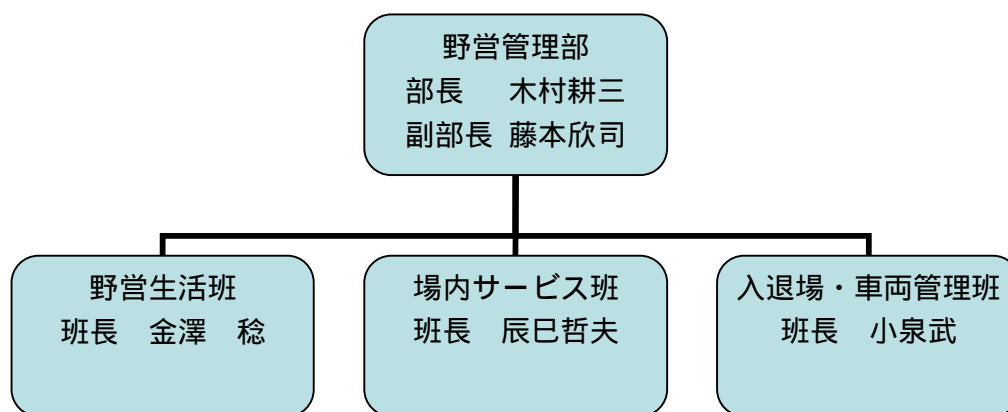 野営管理部
部長　木村耕三
副部長 藤本欣司
野営生活班
班長　金澤　稔
場内サービス班
班長　辰巳哲夫
入退場・車両管理班
班長　小泉武